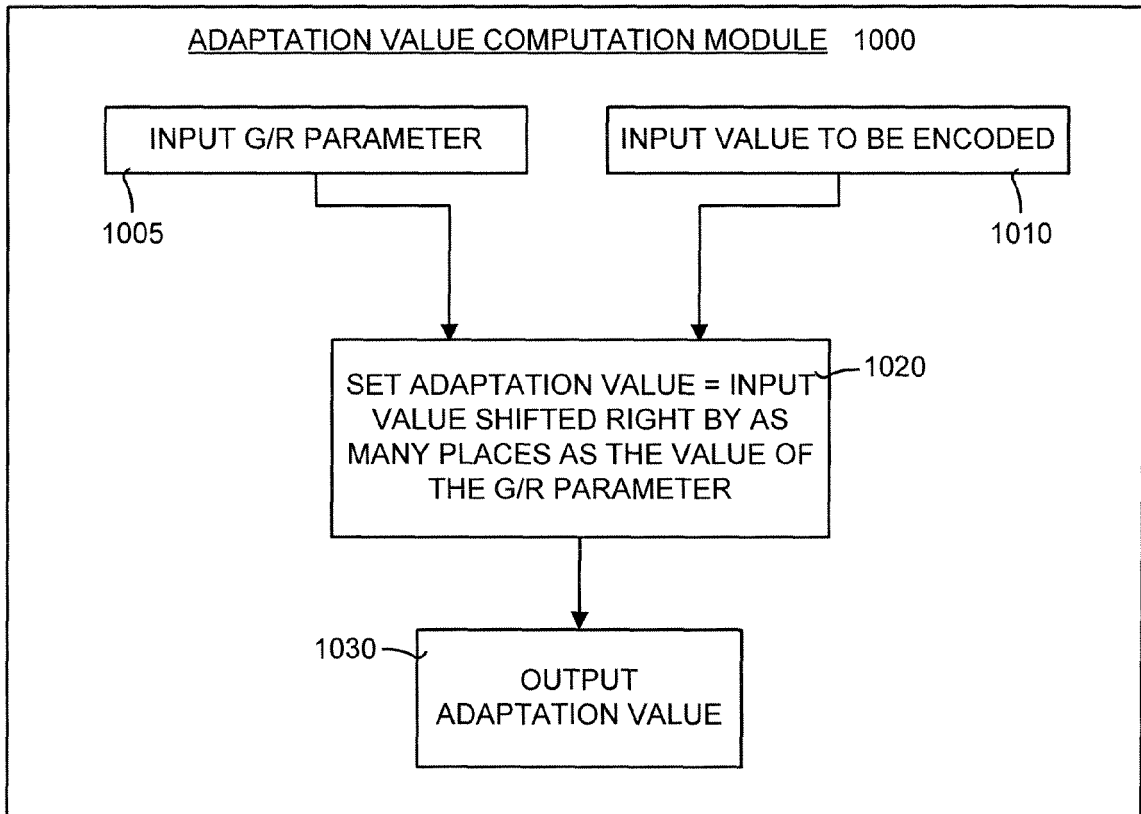 ADAPTATION VALUE COMPUTATION MODULE 1000
INPUT G/R PARAMETER
INPUT VALUE TO BE ENCODED
1005
1010
SET ADAPTATION VALUE = INPUT
VALUE SHIFTED RIGHT BY AS
MANY PLACES AS THE VALUE OF
THE G/R PARAMETER
1020
1030
OUTPUT
ADAPTATION VALUE